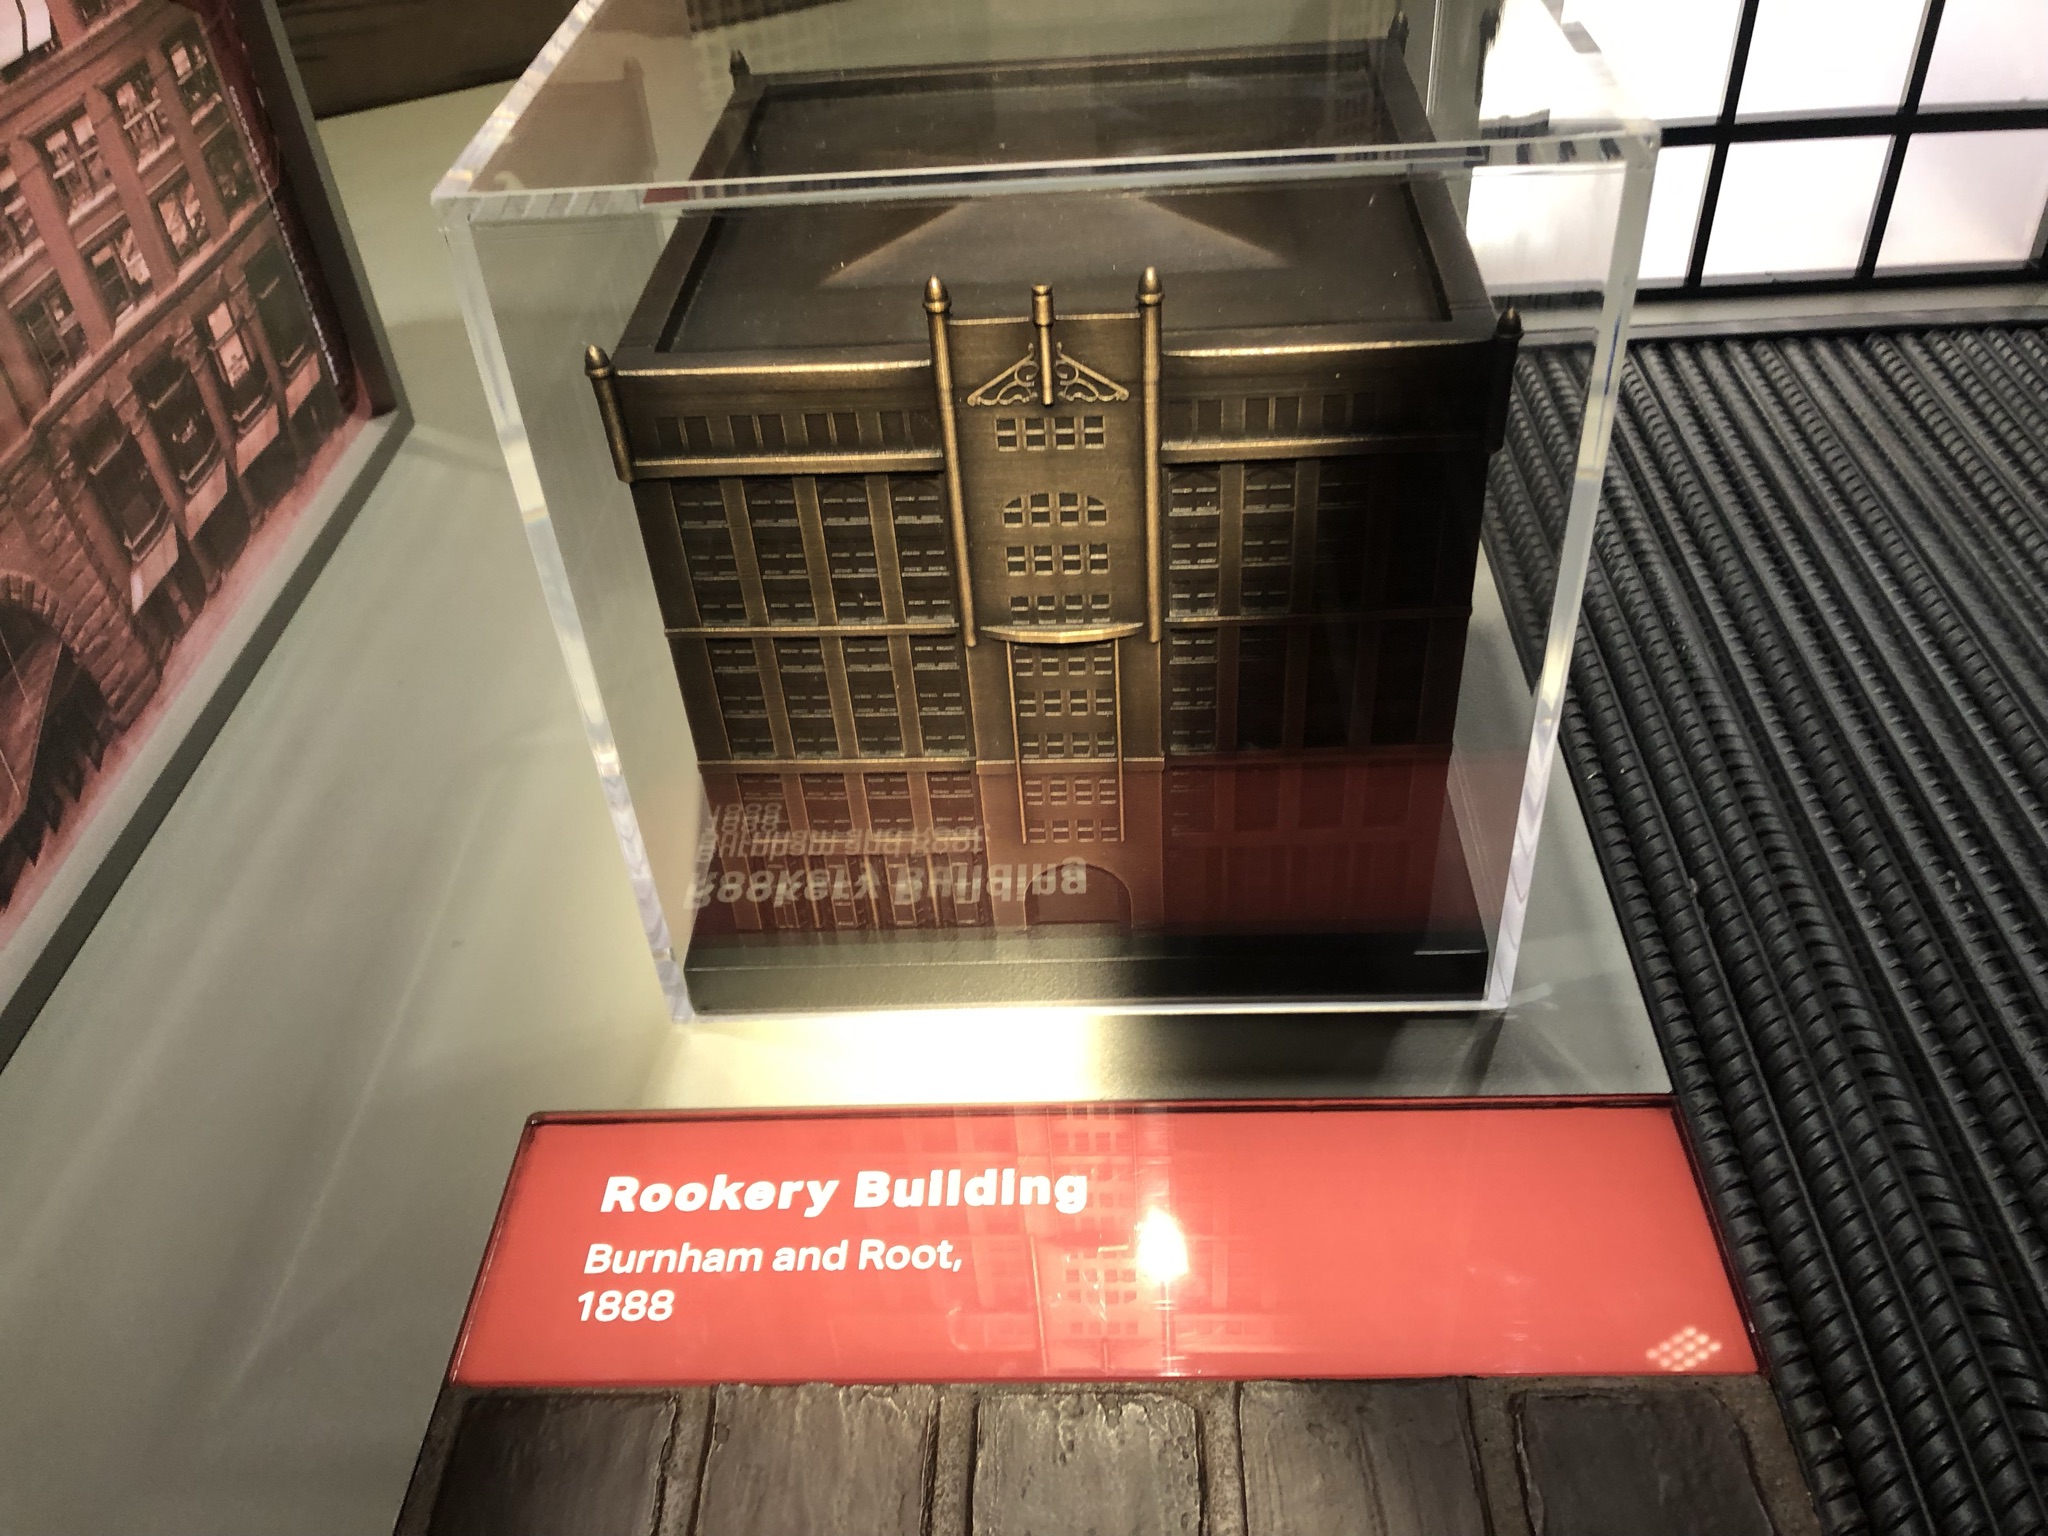 Rookery Building
Burnham and Root,
1888